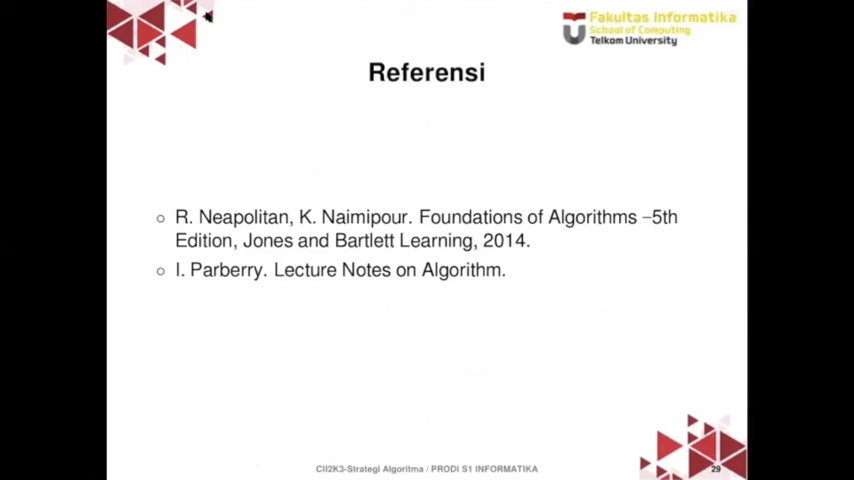 Fakultas Informatika
School of Computing
Telkom University
Referensi
○ R. Neapolitan, K. Naimipour. Foundations of Algorithms –5th
Edition, Jones and Bartlett Learning, 2014.
○ I. Parberry. Lecture Notes on Algorithm.
CII2K3-Strategi Algoritma / PRODI S1 INFORMATIKA
29